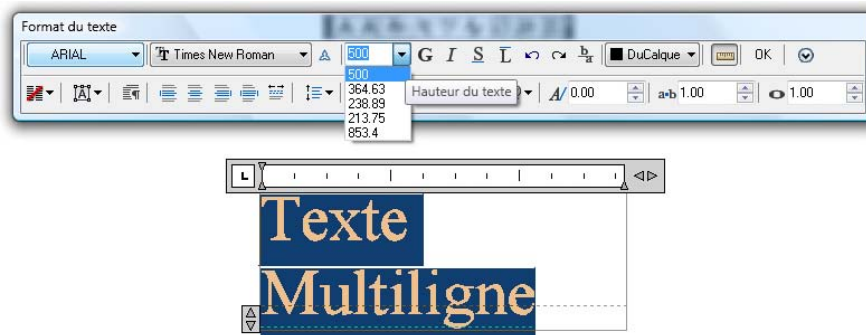 Format du texte
ARIAL Times New Roman 500 G I S L b/a DuCalque OK
500
364.63 Hauteur du texte 0.00 a•b 1.00 1.00
238.89
213.75
853.4
L
Texte
Multiligne